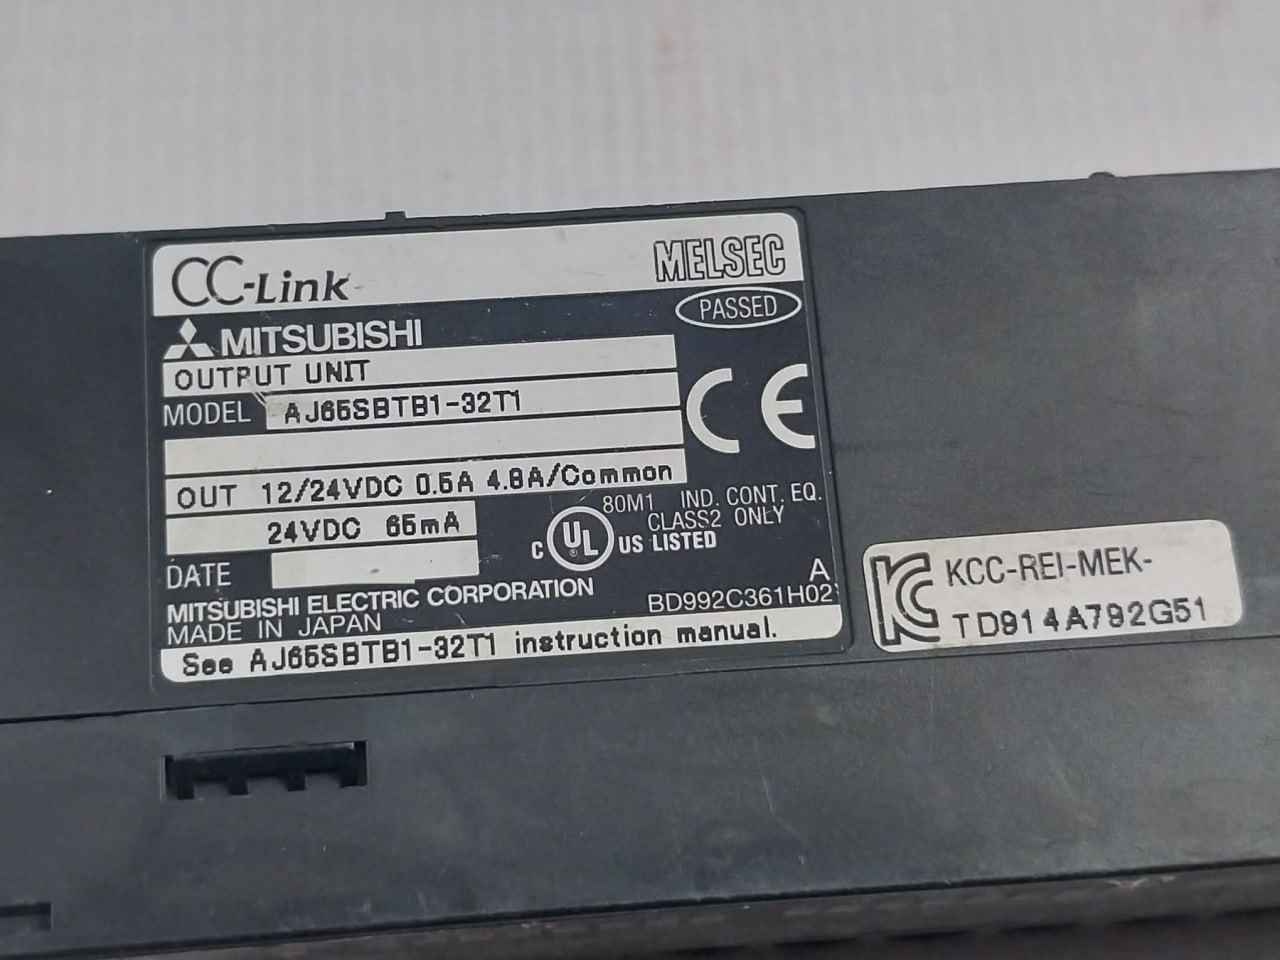 CC-Link MELSEC
PASSED
MITSUBISHI
OUTPUT UNIT
MODEL AJ65SBTB1-32T1
CE
OUT 12/24VDC 0.5A 4.8A/Common
24VDC 65mA
C UL US LISTED
80M1 IND. CONT. EQ.
CLASS2 ONLY
DATE
A
MITSUBISHI ELECTRIC CORPORATION
BD992C361H02
MADE IN JAPAN
See AJ65SBTB1-32T1 instruction manual.
KCC-REI-MEK-
TD914A792G51